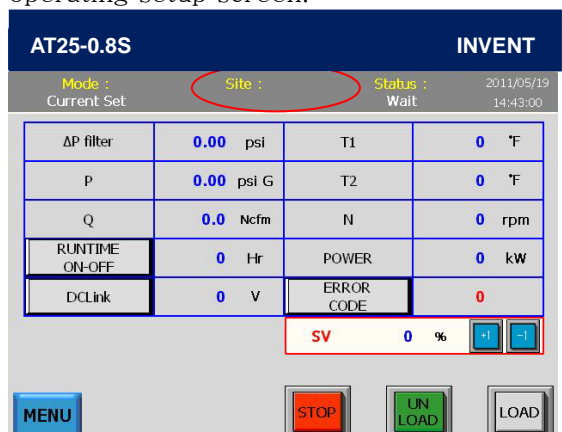 operating setup screen.
AT25-0.8S INVENT
Mode : Site : Status : 2011/05/19
Current Set Wait 14:43:00
ΔP filter 0.00 psi T1 0 °F
P 0.00 psi G T2 0 °F
Q 0.0 Ncfm N 0 rpm
RUNTIME
ON-OFF 0 Hr POWER 0 kW
DCLink 0 V ERROR
CODE 0
SV 0 % +1 -1
MENU STOP UN
LOAD LOAD